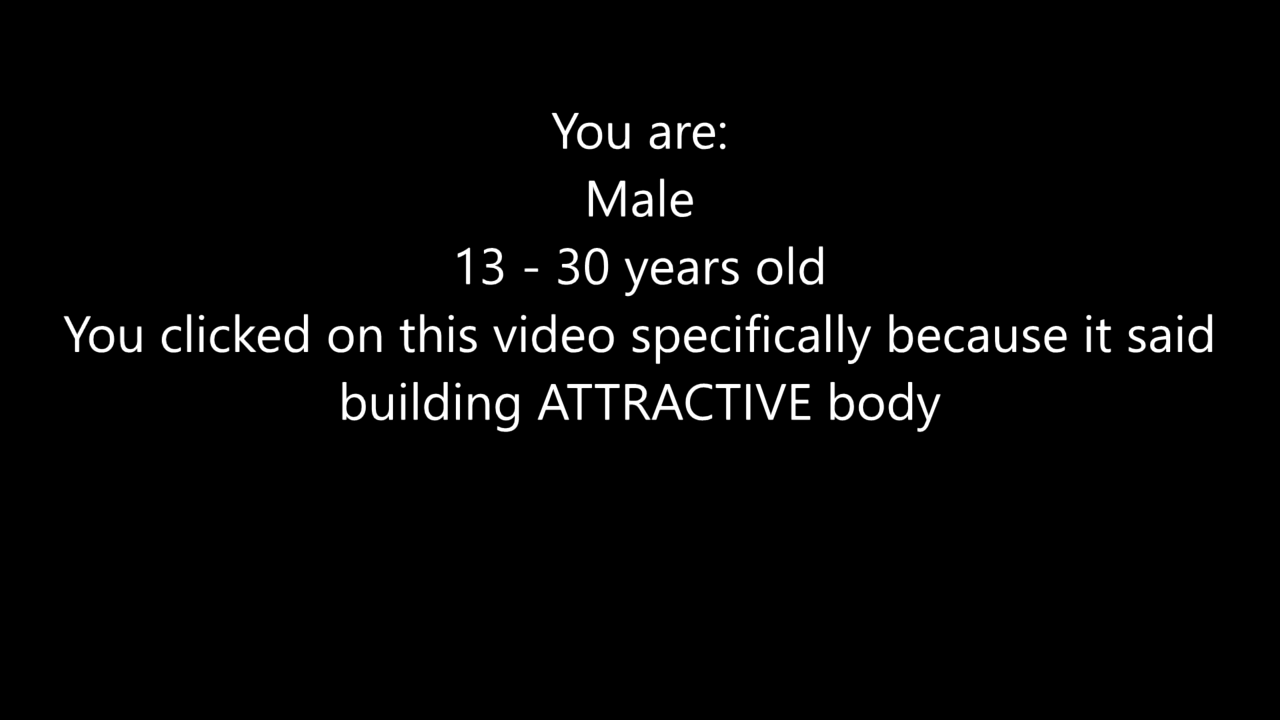 You are:
Male
13 - 30 years old
You clicked on this video specifically because it said
building ATTRACTIVE body